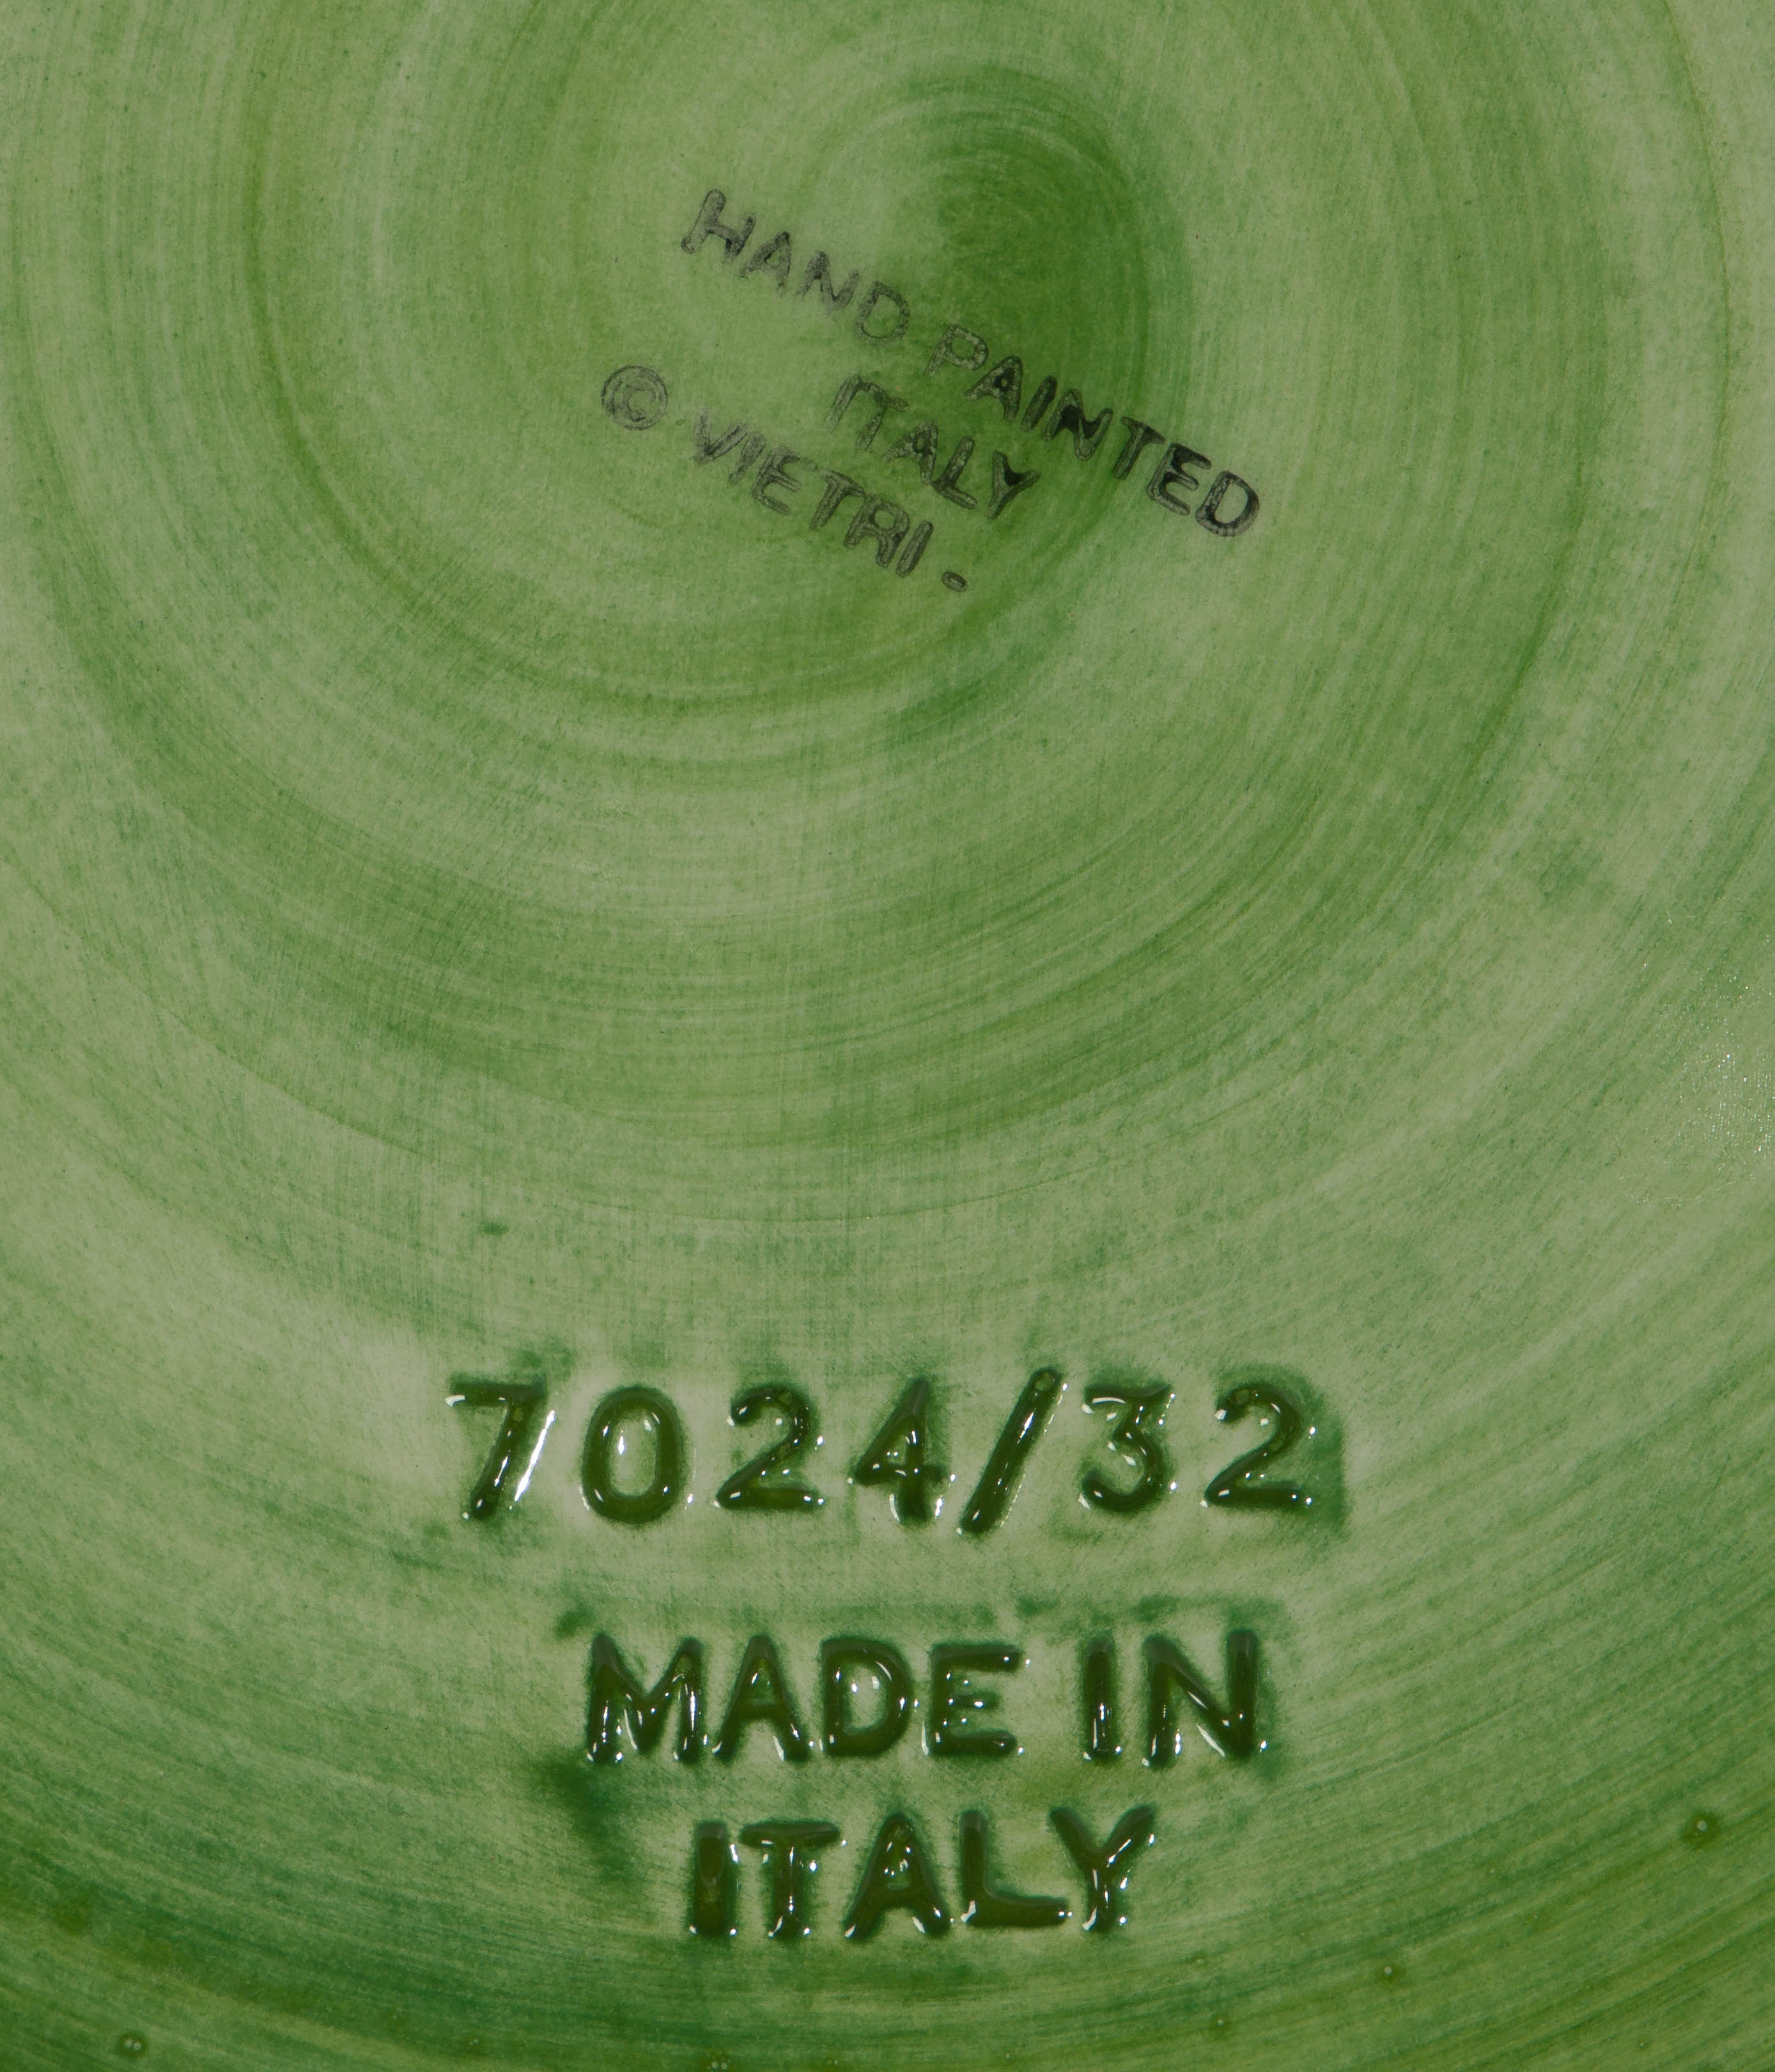 HAND PAINTED
ITALY
© VIETRI -
7024/32
MADE IN
ITALY